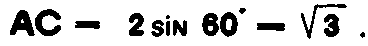 AC — 2 SiN 60° — √3 .